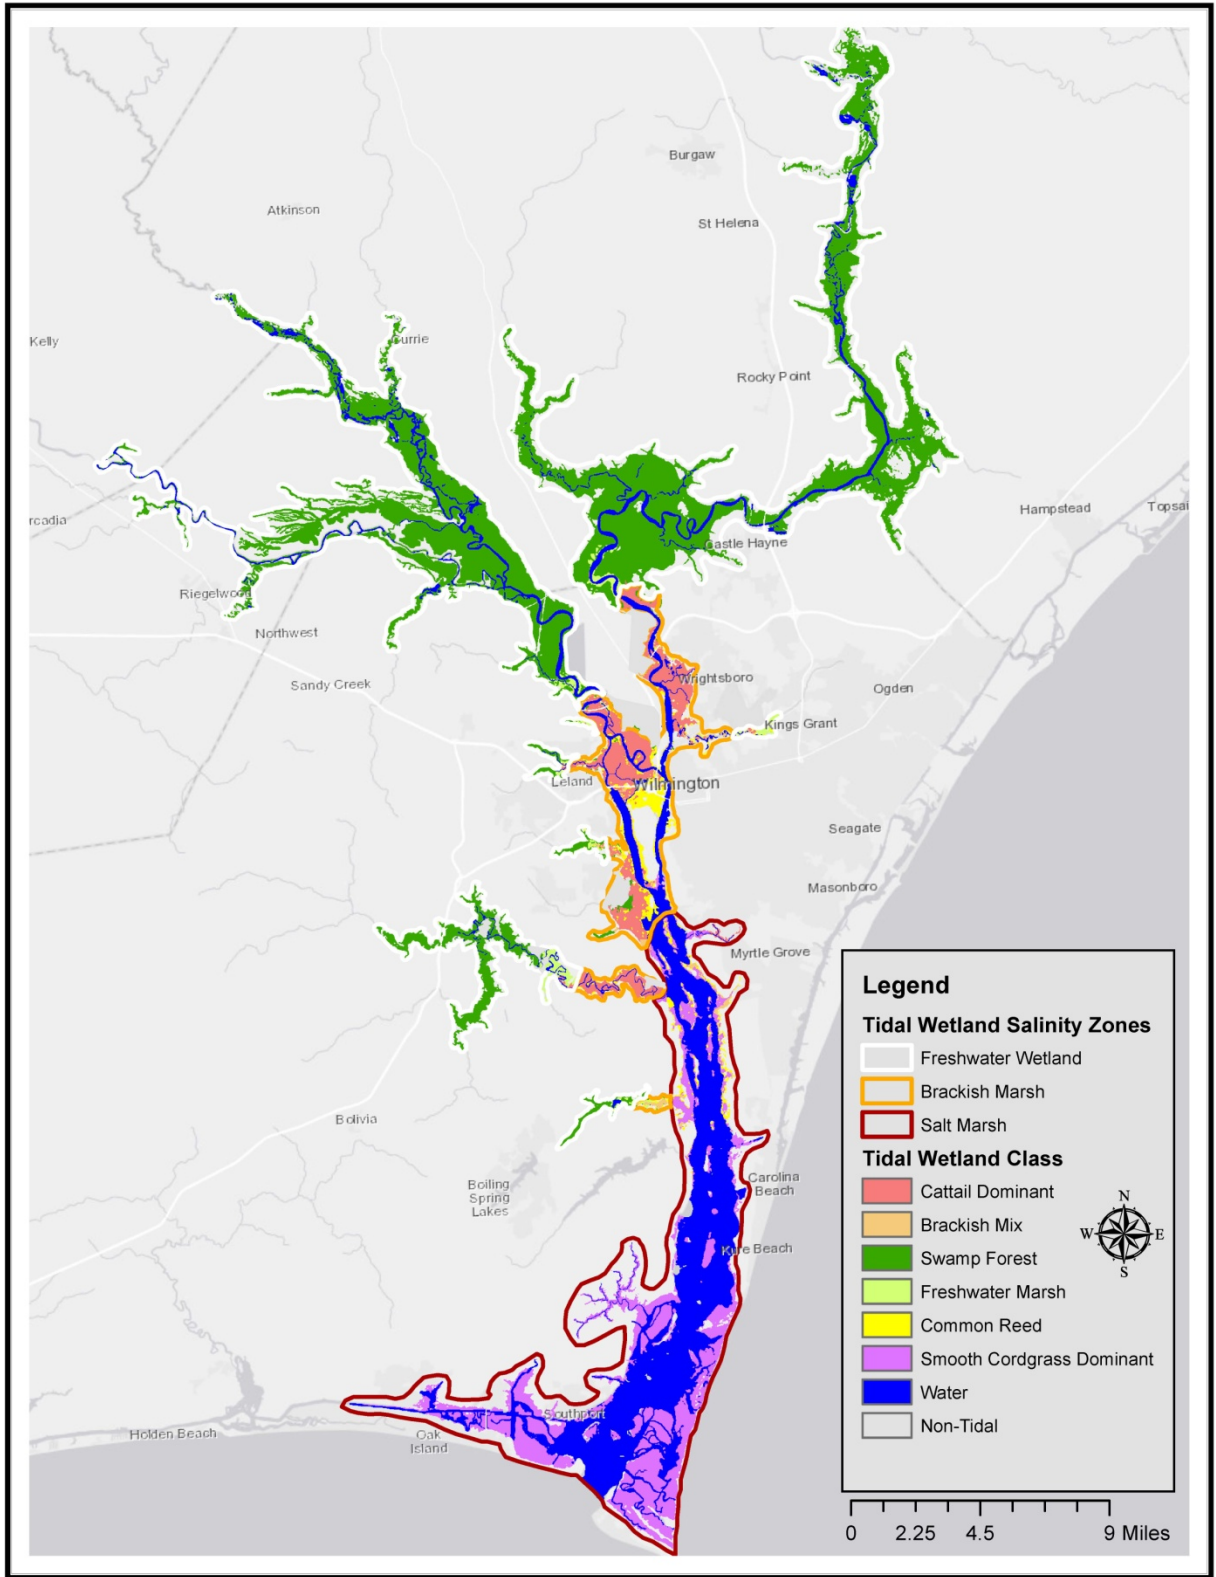 Burgaw
Atkinson
St Helena
Kelly
Currie
Rocky Point
Hampstead
Topsai
rcadia
Castle Hayne
Riegelwood
Northwest
Sandy Creek
Wrightsboro
Ogden
Kings Grant
Leland
Wilmington
Seagate
Masonboro
Myrtle Grove
Bolivia
Boiling
Spring
Lakes
Carolina
Beach
Kure Beach
Southport
Holden Beach
Oak
Island
Legend
Tidal Wetland Salinity Zones
Freshwater Wetland
Brackish Marsh
Salt Marsh
Tidal Wetland Class
Cattail Dominant
Brackish Mix
Swamp Forest
Freshwater Marsh
Common Reed
Smooth Cordgrass Dominant
Water
Non-Tidal
N
W E
S
0 2.25 4.5 9 Miles